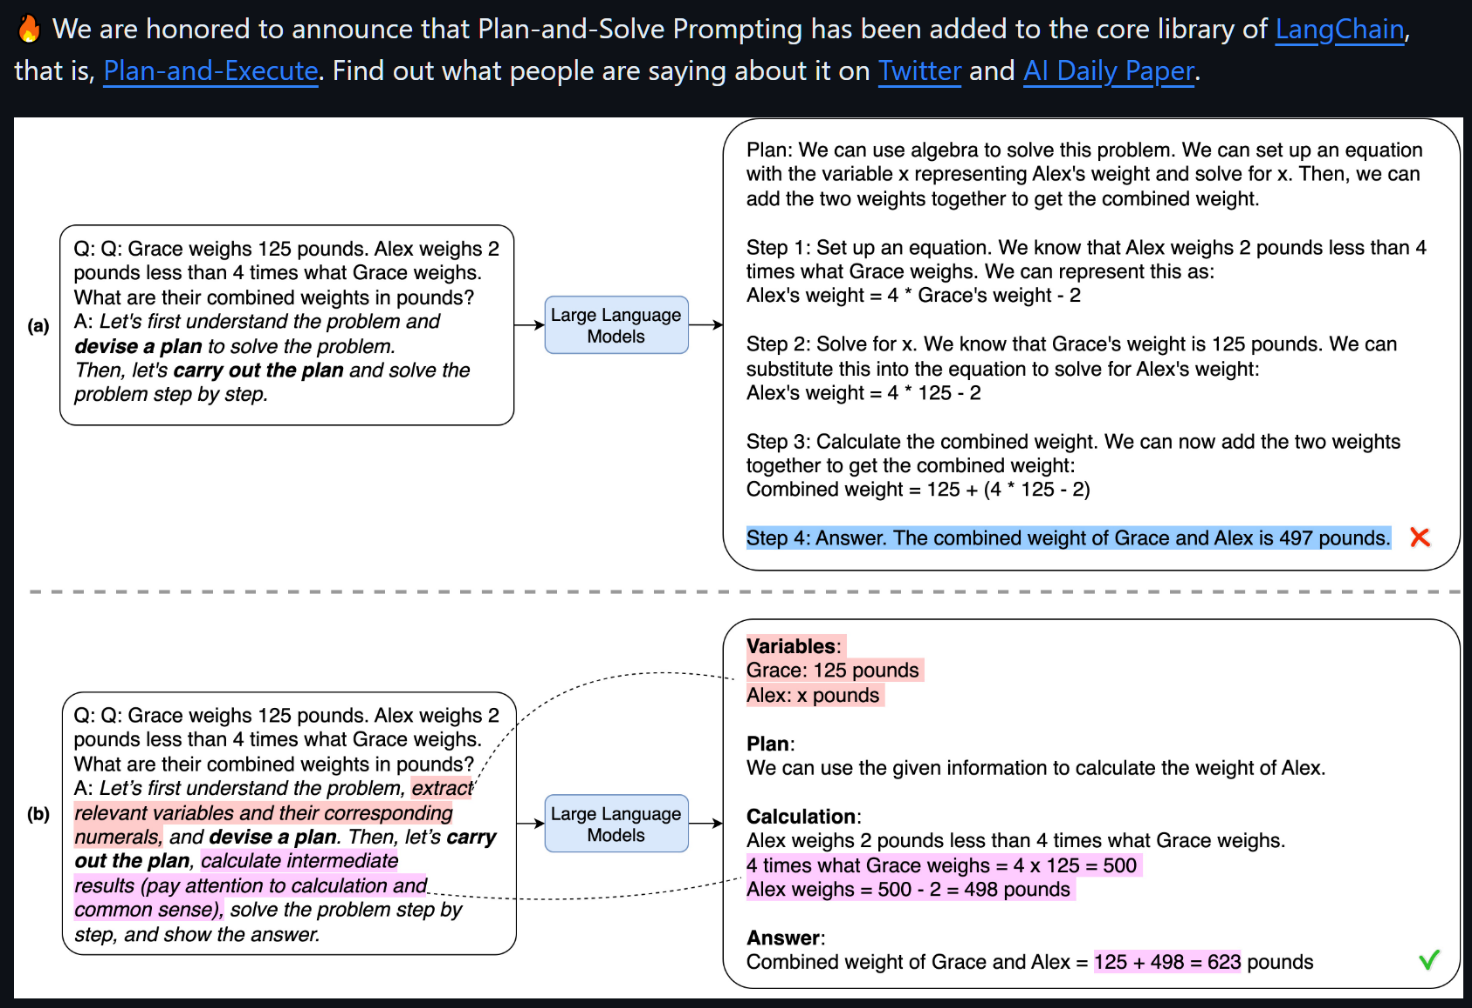 🔥 We are honored to announce that Plan-and-Solve Prompting has been added to the core library of LangChain,
that is, Plan-and-Execute. Find out what people are saying about it on Twitter and AI Daily Paper.
(a)
Q: Q: Grace weighs 125 pounds. Alex weighs 2
pounds less than 4 times what Grace weighs.
What are their combined weights in pounds?
A: Let's first understand the problem and
devise a plan to solve the problem.
Then, let's carry out the plan and solve the
problem step by step.
Large Language
Models
Plan: We can use algebra to solve this problem. We can set up an equation
with the variable x representing Alex's weight and solve for x. Then, we can
add the two weights together to get the combined weight.
Step 1: Set up an equation. We know that Alex weighs 2 pounds less than 4
times what Grace weighs. We can represent this as:
Alex's weight = 4 * Grace's weight - 2
Step 2: Solve for x. We know that Grace's weight is 125 pounds. We can
substitute this into the equation to solve for Alex's weight:
Alex's weight = 4 * 125 - 2
Step 3: Calculate the combined weight. We can now add the two weights
together to get the combined weight:
Combined weight = 125 + (4 * 125 - 2)
Step 4: Answer. The combined weight of Grace and Alex is 497 pounds. ❌
(b)
Q: Q: Grace weighs 125 pounds. Alex weighs 2
pounds less than 4 times what Grace weighs.
What are their combined weights in pounds?
A: Let’s first understand the problem, extract
relevant variables and their corresponding
numerals, and devise a plan. Then, let’s carry
out the plan, calculate intermediate
results (pay attention to calculation and
common sense), solve the problem step by
step, and show the answer.
Large Language
Models
Variables:
Grace: 125 pounds
Alex: x pounds
Plan:
We can use the given information to calculate the weight of Alex.
Calculation:
Alex weighs 2 pounds less than 4 times what Grace weighs.
4 times what Grace weighs = 4 x 125 = 500
Alex weighs = 500 - 2 = 498 pounds
Answer:
Combined weight of Grace and Alex = 125 + 498 = 623 pounds ✓